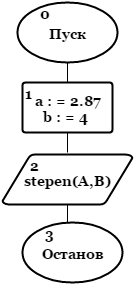 0
Пуск
1
a : = 2.87
b : = 4
2
stepen(A,B)
3
Останов